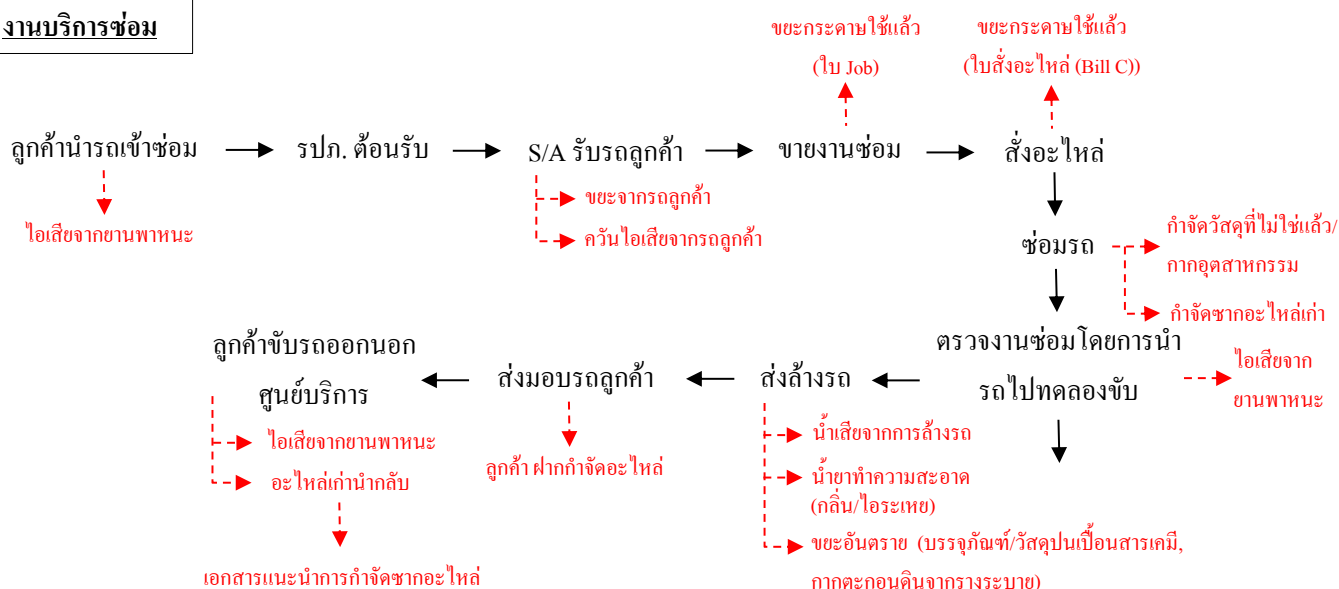 งานบริการซ่อม
ขยะกระดาษใช้แล้ว
(ใบ Job)
ขยะกระดาษใช้แล้ว
(ใบสั่งอะไหล่ (Bill C))
ลูกค้านำรถเข้าซ่อม
รปภ. ต้อนรับ
S/A รับรถลูกค้า
ขายงานซ่อม
สั่งอะไหล่
ไอเสียจากยานพาหนะ
ขยะจากรถลูกค้า
ควันไอเสียจากรถลูกค้า
ซ่อมรถ
กำจัดวัสดุที่ไม่ใช่แล้ว/
กากอุตสาหกรรม
กำจัดซากอะไหล่เก่า
ตรวจงานซ่อมโดยการนำ
รถไปทดลองขับ
ไอเสียจาก
ยานพาหนะ
ส่งล้างรถ
น้ำเสียจากการล้างรถ
น้ำยาทำความสะอาด
(กลิ่น/ไอระเหย)
ขยะอันตราย (บรรจุภัณฑ์/วัสดุปนเปื้อนสารเคมี,
กากตะกอนดินจากรางระบาย)
ส่งมอบรถลูกค้า
ลูกค้า ฝากกำจัดอะไหล่
ลูกค้าขับรถออกนอก
ศูนย์บริการ
ไอเสียจากยานพาหนะ
อะไหล่เก่านำกลับ
เอกสารแนะนำการกำจัดซากอะไหล่